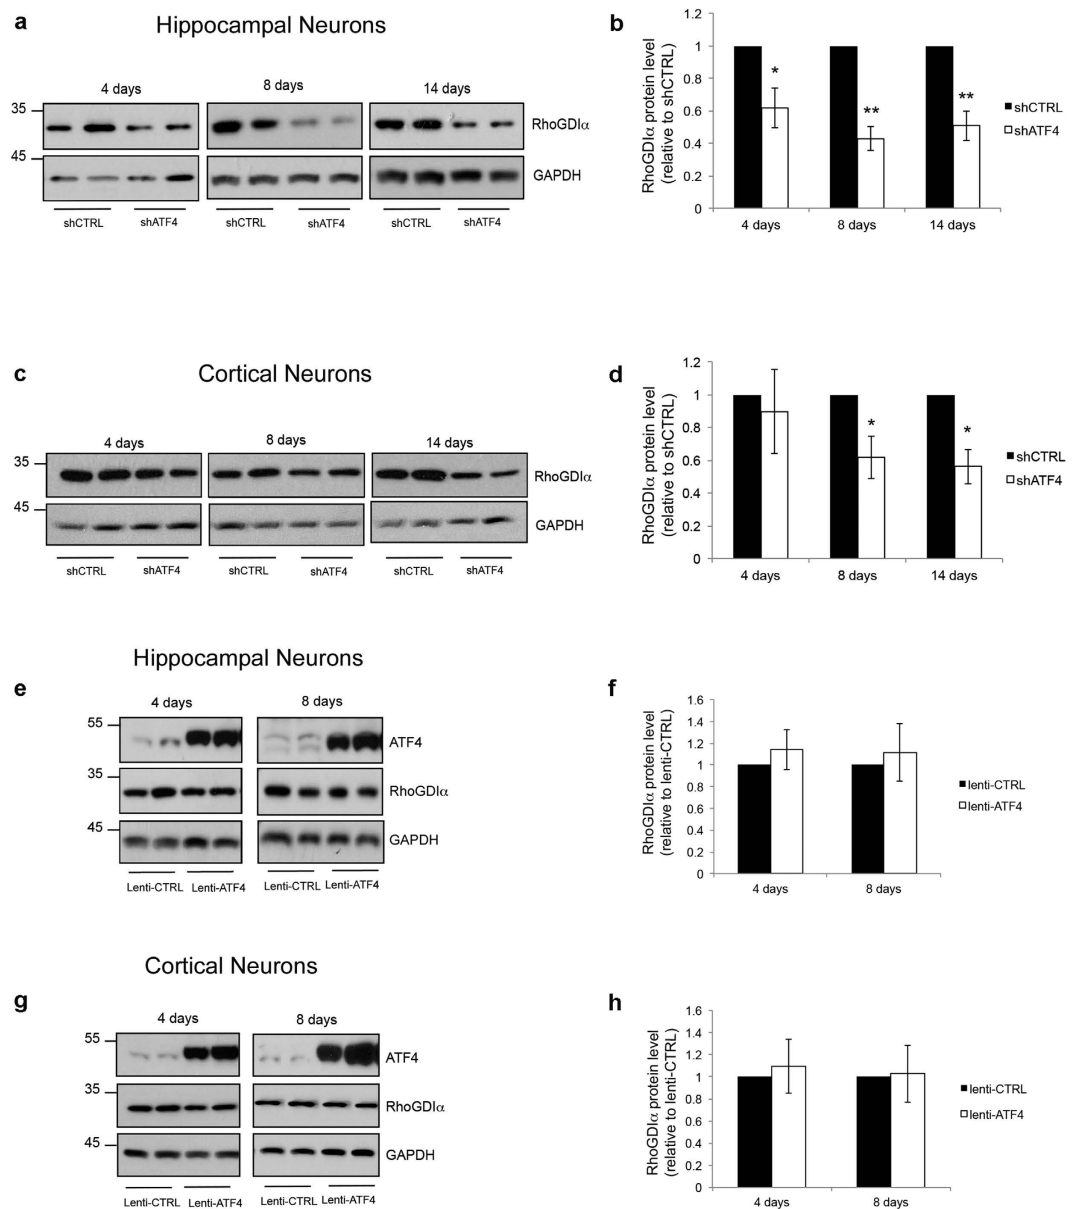 a
Hippocampal Neurons
4 days
8 days
14 days
35
RhoGDIα
45
GAPDH
shCTRL
shATF4
shCTRL
shATF4
shCTRL
shATF4
b
RhoGDIα protein level
(relative to shCTRL)
1.2
1
0.8
0.6
0.4
0.2
0
*
**
**
4 days
8 days
14 days
shCTRL
shATF4
c
Cortical Neurons
4 days
8 days
14 days
35
RhoGDIα
45
GAPDH
shCTRL
shATF4
shCTRL
shATF4
shCTRL
shATF4
d
RhoGDIα protein level
(relative to shCTRL)
1.2
1
0.8
0.6
0.4
0.2
0
*
*
4 days
8 days
14 days
shCTRL
shATF4
Hippocampal Neurons
e
4 days
8 days
55
ATF4
35
RhoGDIα
45
GAPDH
Lenti-CTRL
Lenti-ATF4
Lenti-CTRL
Lenti-ATF4
f
RhoGDIα protein level
(relative to lenti-CTRL)
1.6
1.4
1.2
1
0.8
0.6
0.4
0.2
0
4 days
8 days
lenti-CTRL
lenti-ATF4
Cortical Neurons
g
4 days
8 days
55
ATF4
35
RhoGDIα
45
GAPDH
Lenti-CTRL
Lenti-ATF4
Lenti-CTRL
Lenti-ATF4
h
RhoGDIα protein level
(relative to lenti-CTRL)
1.6
1.4
1.2
1
0.8
0.6
0.4
0.2
0
4 days
8 days
lenti-CTRL
lenti-ATF4